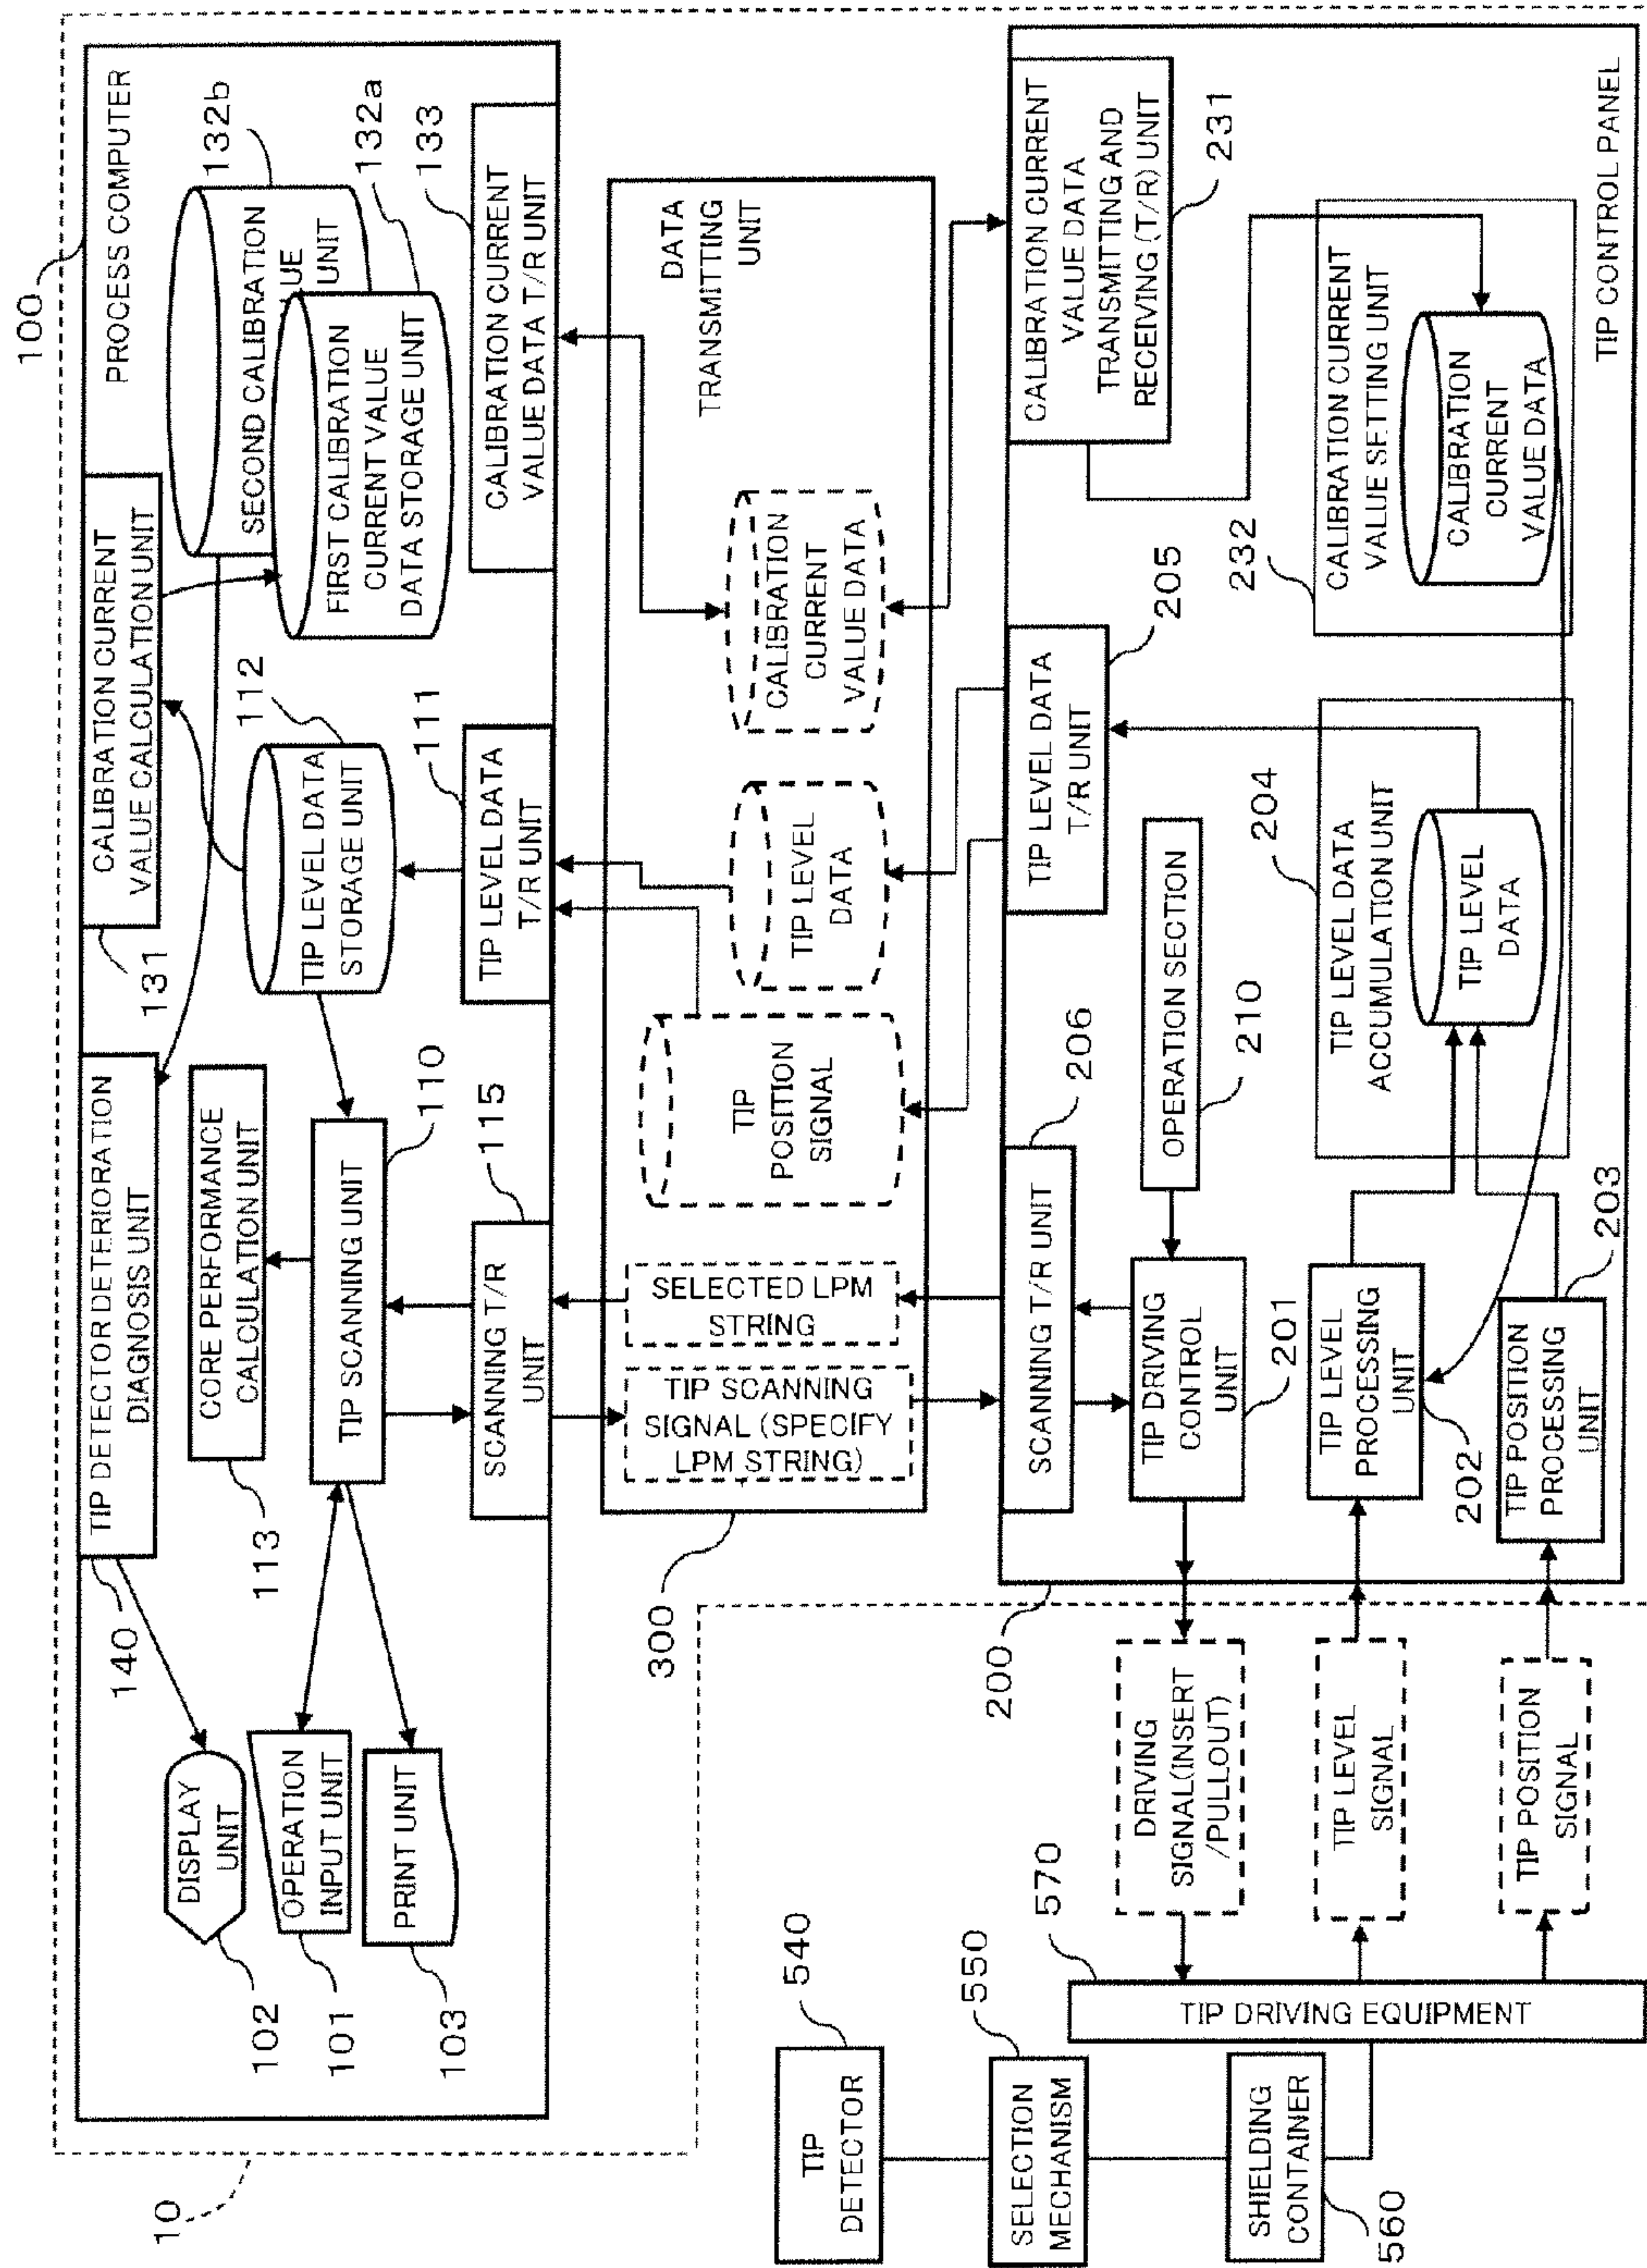 100
PROCESS COMPUTER
10
TIP DETECTOR DETERIORATION
DIAGNOSIS UNIT
140
CALIBRATION CURRENT
VALUE CALCULATION UNIT
131
SECOND CALIBRATION
UNIT
132b
FIRST CALIBRATION
CURRENT VALUE
DATA STORAGE UNIT
132a
DISPLAY
UNIT
102
OPERATION
INPUT UNIT
101
PRINT UNIT
103
CORE PERFORMANCE
CALCULATION UNIT
113
TIP SCANNING UNIT
110
TIP LEVEL DATA
STORAGE UNIT
112
SCANNING T/R
UNIT
115
TIP LEVEL DATA
T/R UNIT
111
CALIBRATION CURRENT
VALUE DATA T/R UNIT
133
300
TIP SCANNING
SIGNAL (SPECIFY
LPM STRING)
SELECTED LPM
STRING
TIP
POSITION
SIGNAL
TIP LEVEL
DATA
CALIBRATION
CURRENT
VALUE DATA
DATA
TRANSMITTING
UNIT
200
SCANNING T/R UNIT
206
TIP LEVEL DATA
T/R UNIT
205
CALIBRATION CURRENT
VALUE DATA
TRANSMITTING AND
RECEIVING (T/R) UNIT
231
TIP DRIVING
CONTROL
UNIT
201
OPERATION SECTION
210
TIP LEVEL
PROCESSING
UNIT
202
TIP POSITION
PROCESSING
UNIT
203
TIP LEVEL DATA
ACCUMULATION UNIT
204
TIP LEVEL
DATA
CALIBRATION CURRENT
VALUE SETTING UNIT
232
CALIBRATION
CURRENT
VALUE DATA
TIP CONTROL PANEL
TIP
DETECTOR
540
SELECTION
MECHANISM
550
SHIELDING
CONTAINER
560
TIP DRIVING EQUIPMENT
570
DRIVING
SIGNAL(INSERT
/PULLOUT)
TIP LEVEL
SIGNAL
TIP POSITION
SIGNAL